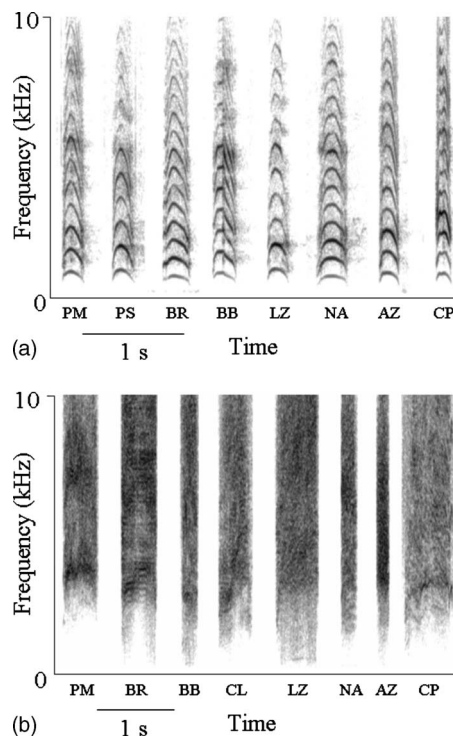 10
Frequency (kHz)
0
PM PS BR BB LZ NA AZ CP
(a) 1 s Time
10
Frequency (kHz)
0
PM BR BB CL LZ NA AZ CP
(b) 1 s Time